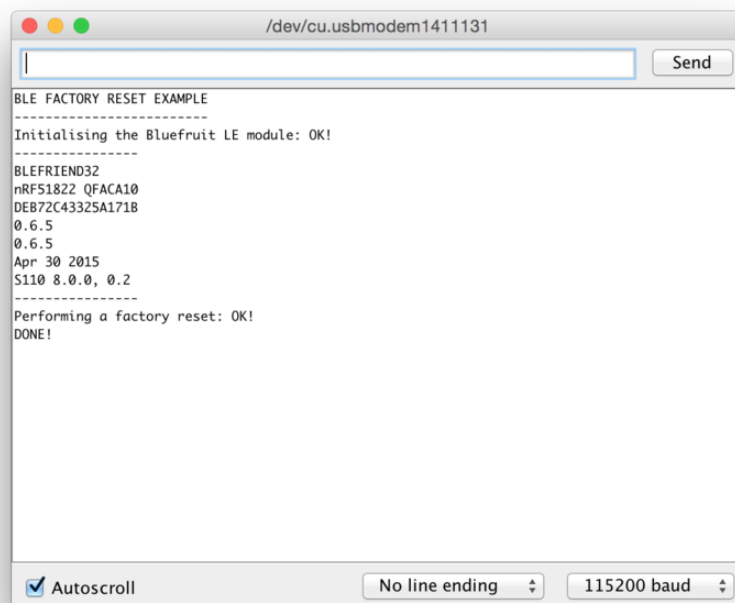 /dev/cu.usbmodem1411131
Send
BLE FACTORY RESET EXAMPLE
-------------------------
Initialising the Bluefruit LE module: OK!
----------------
BLEFRIEND32
nRF51822 QFACA10
DEB72C43325A171B
0.6.5
0.6.5
Apr 30 2015
S110 8.0.0, 0.2
----------------
Performing a factory reset: OK!
DONE!
Autoscroll
No line ending
115200 baud